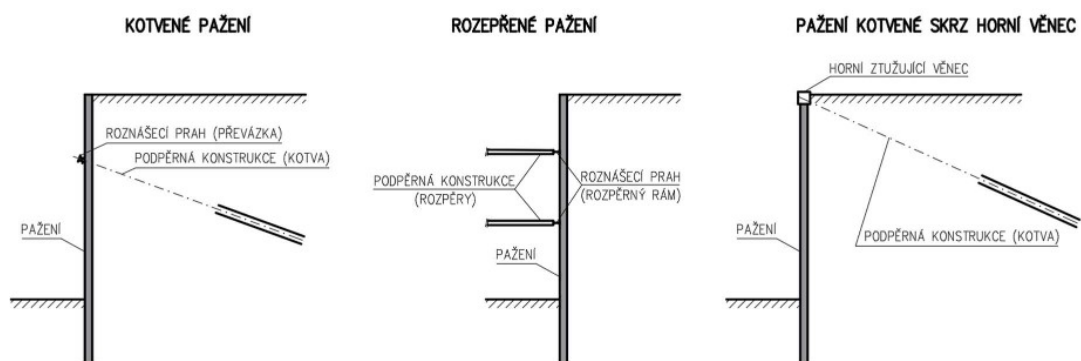 KOTVENÉ PAŽENÍ
ROZNÁŠECÍ PRAH (PŘEVÁZKA)
PODPĚRNÁ KONSTRUKCE (KOTVA)
PAŽENÍ
ROZEPŘENÉ PAŽENÍ
PODPĚRNÁ KONSTRUKCE
(ROZPĚRY)
ROZNÁŠECÍ PRAH
(ROZPĚRNÝ RÁM)
PAŽENÍ
PAŽENÍ KOTVENÉ SKRZ HORNÍ VĚNEC
HORNÍ ZTUŽUJÍCÍ VĚNEC
PAŽENÍ
PODPĚRNÁ KONSTRUKCE (KOTVA)